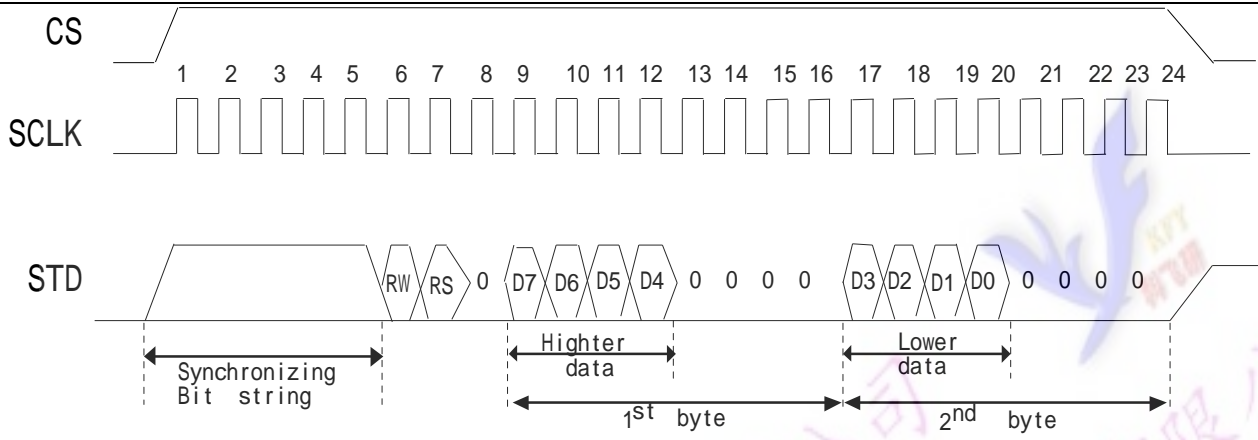 CS
1 2 3 4 5 6 7 8 9 10 11 12 13 14 15 16 17 18 19 20 21 22 23 24
SCLK
STD
RW RS 0 D7 D6 D5 D4 0 0 0 0 D3 D2 D1 D0 0 0 0 0
Highter
data
Lower
data
Synchronizing
Bit string
1st byte
2nd byte